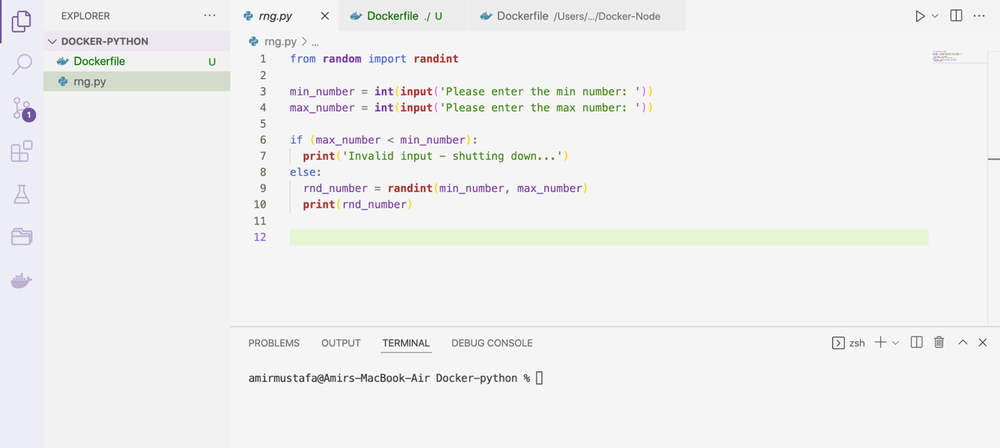 EXPLORER ...
rng.py
Dockerfile ./ U
Dockerfile /Users/.../Docker-Node
DOCKER-PYTHON
Dockerfile U
rng.py
1
rng.py > ...
1 from random import randint
2
3 min_number = int(input('Please enter the min number: '))
4 max_number = int(input('Please enter the max number: '))
5
6 if (max_number < min_number):
7 print('Invalid input - shutting down...')
8 else:
9 rnd_number = randint(min_number, max_number)
10 print(rnd_number)
11
12
PROBLEMS OUTPUT TERMINAL DEBUG CONSOLE
zsh
amirmustafa@Amirs-MacBook-Air Docker-python %